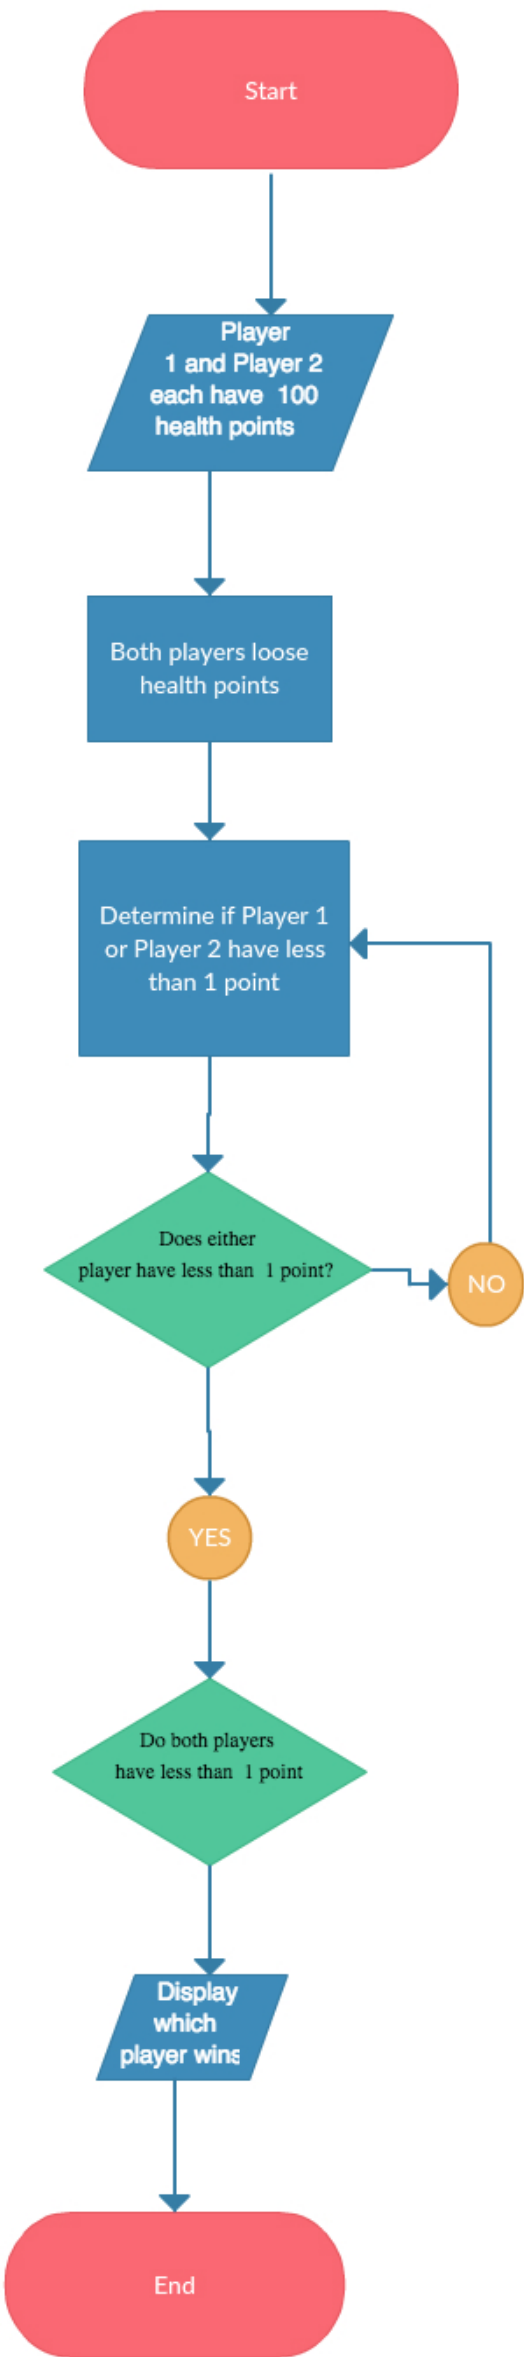 Start
Player
1 and Player 2
each have 100
health points
Both players loose
health points
Determine if Player 1
or Player 2 have less
than 1 point
Does either
player have less than 1 point?
NO
YES
Do both players
have less than 1 point
Display
which
player wins
End